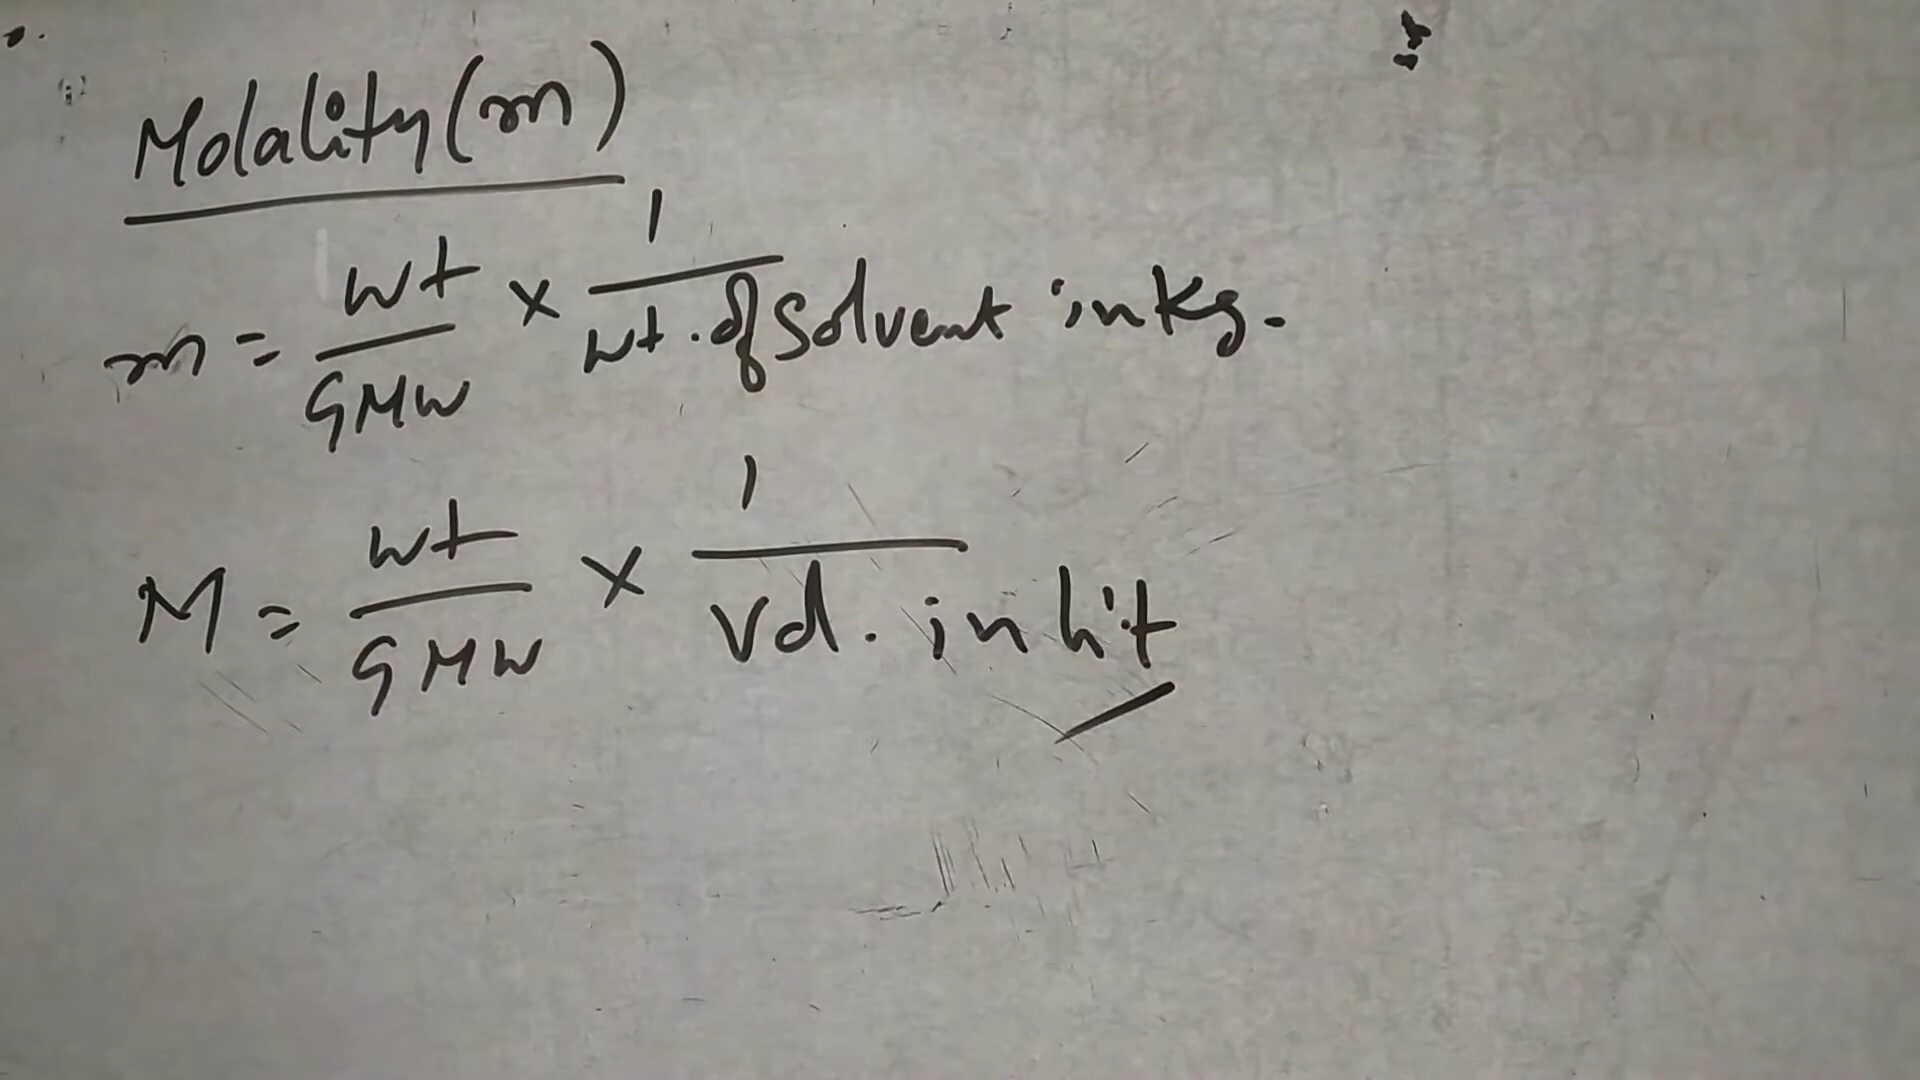 Molality (m)
m = wt/GMW × 1/wt. of Solvent in Kg.
M = wt/GMW × 1/Vol. in lit